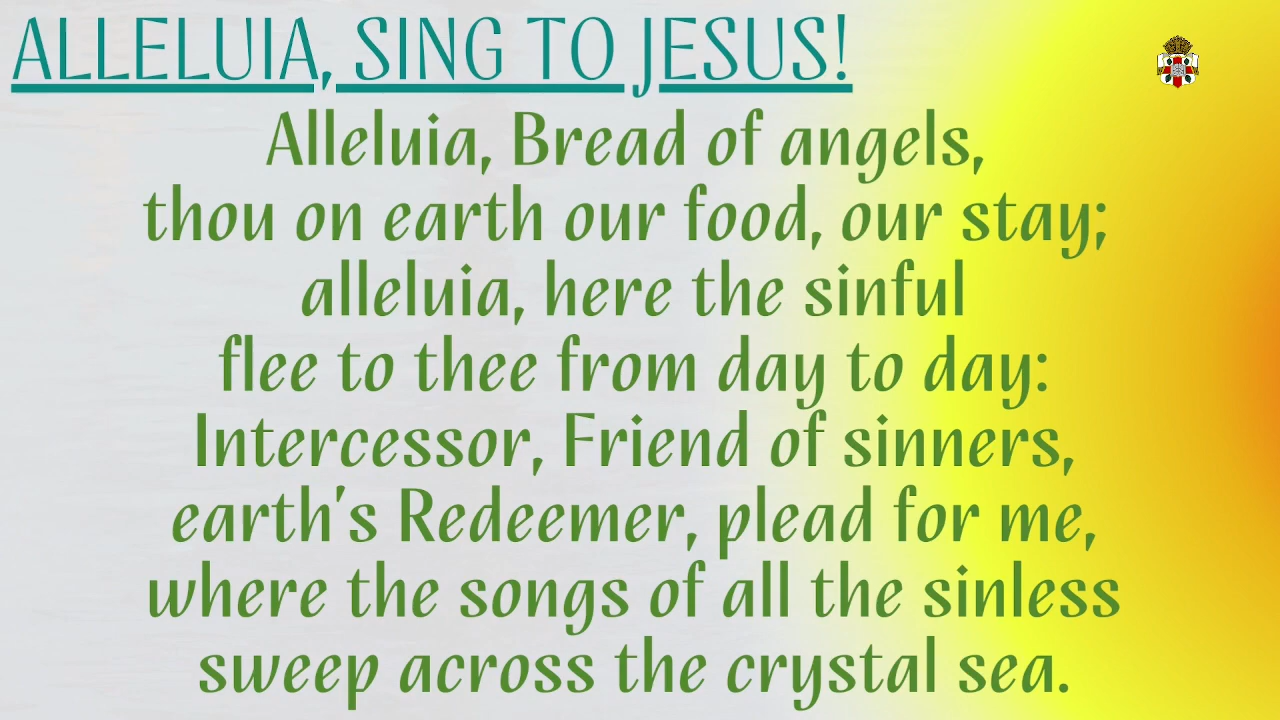 ALLELUIA, SING TO JESUS!
Alleluia, Bread of angels,
thou on earth our food, our stay;
alleluia, here the sinful
flee to thee from day to day:
Intercessor, Friend of sinners,
earth's Redeemer, plead for me,
where the songs of all the sinless
sweep across the crystal sea.